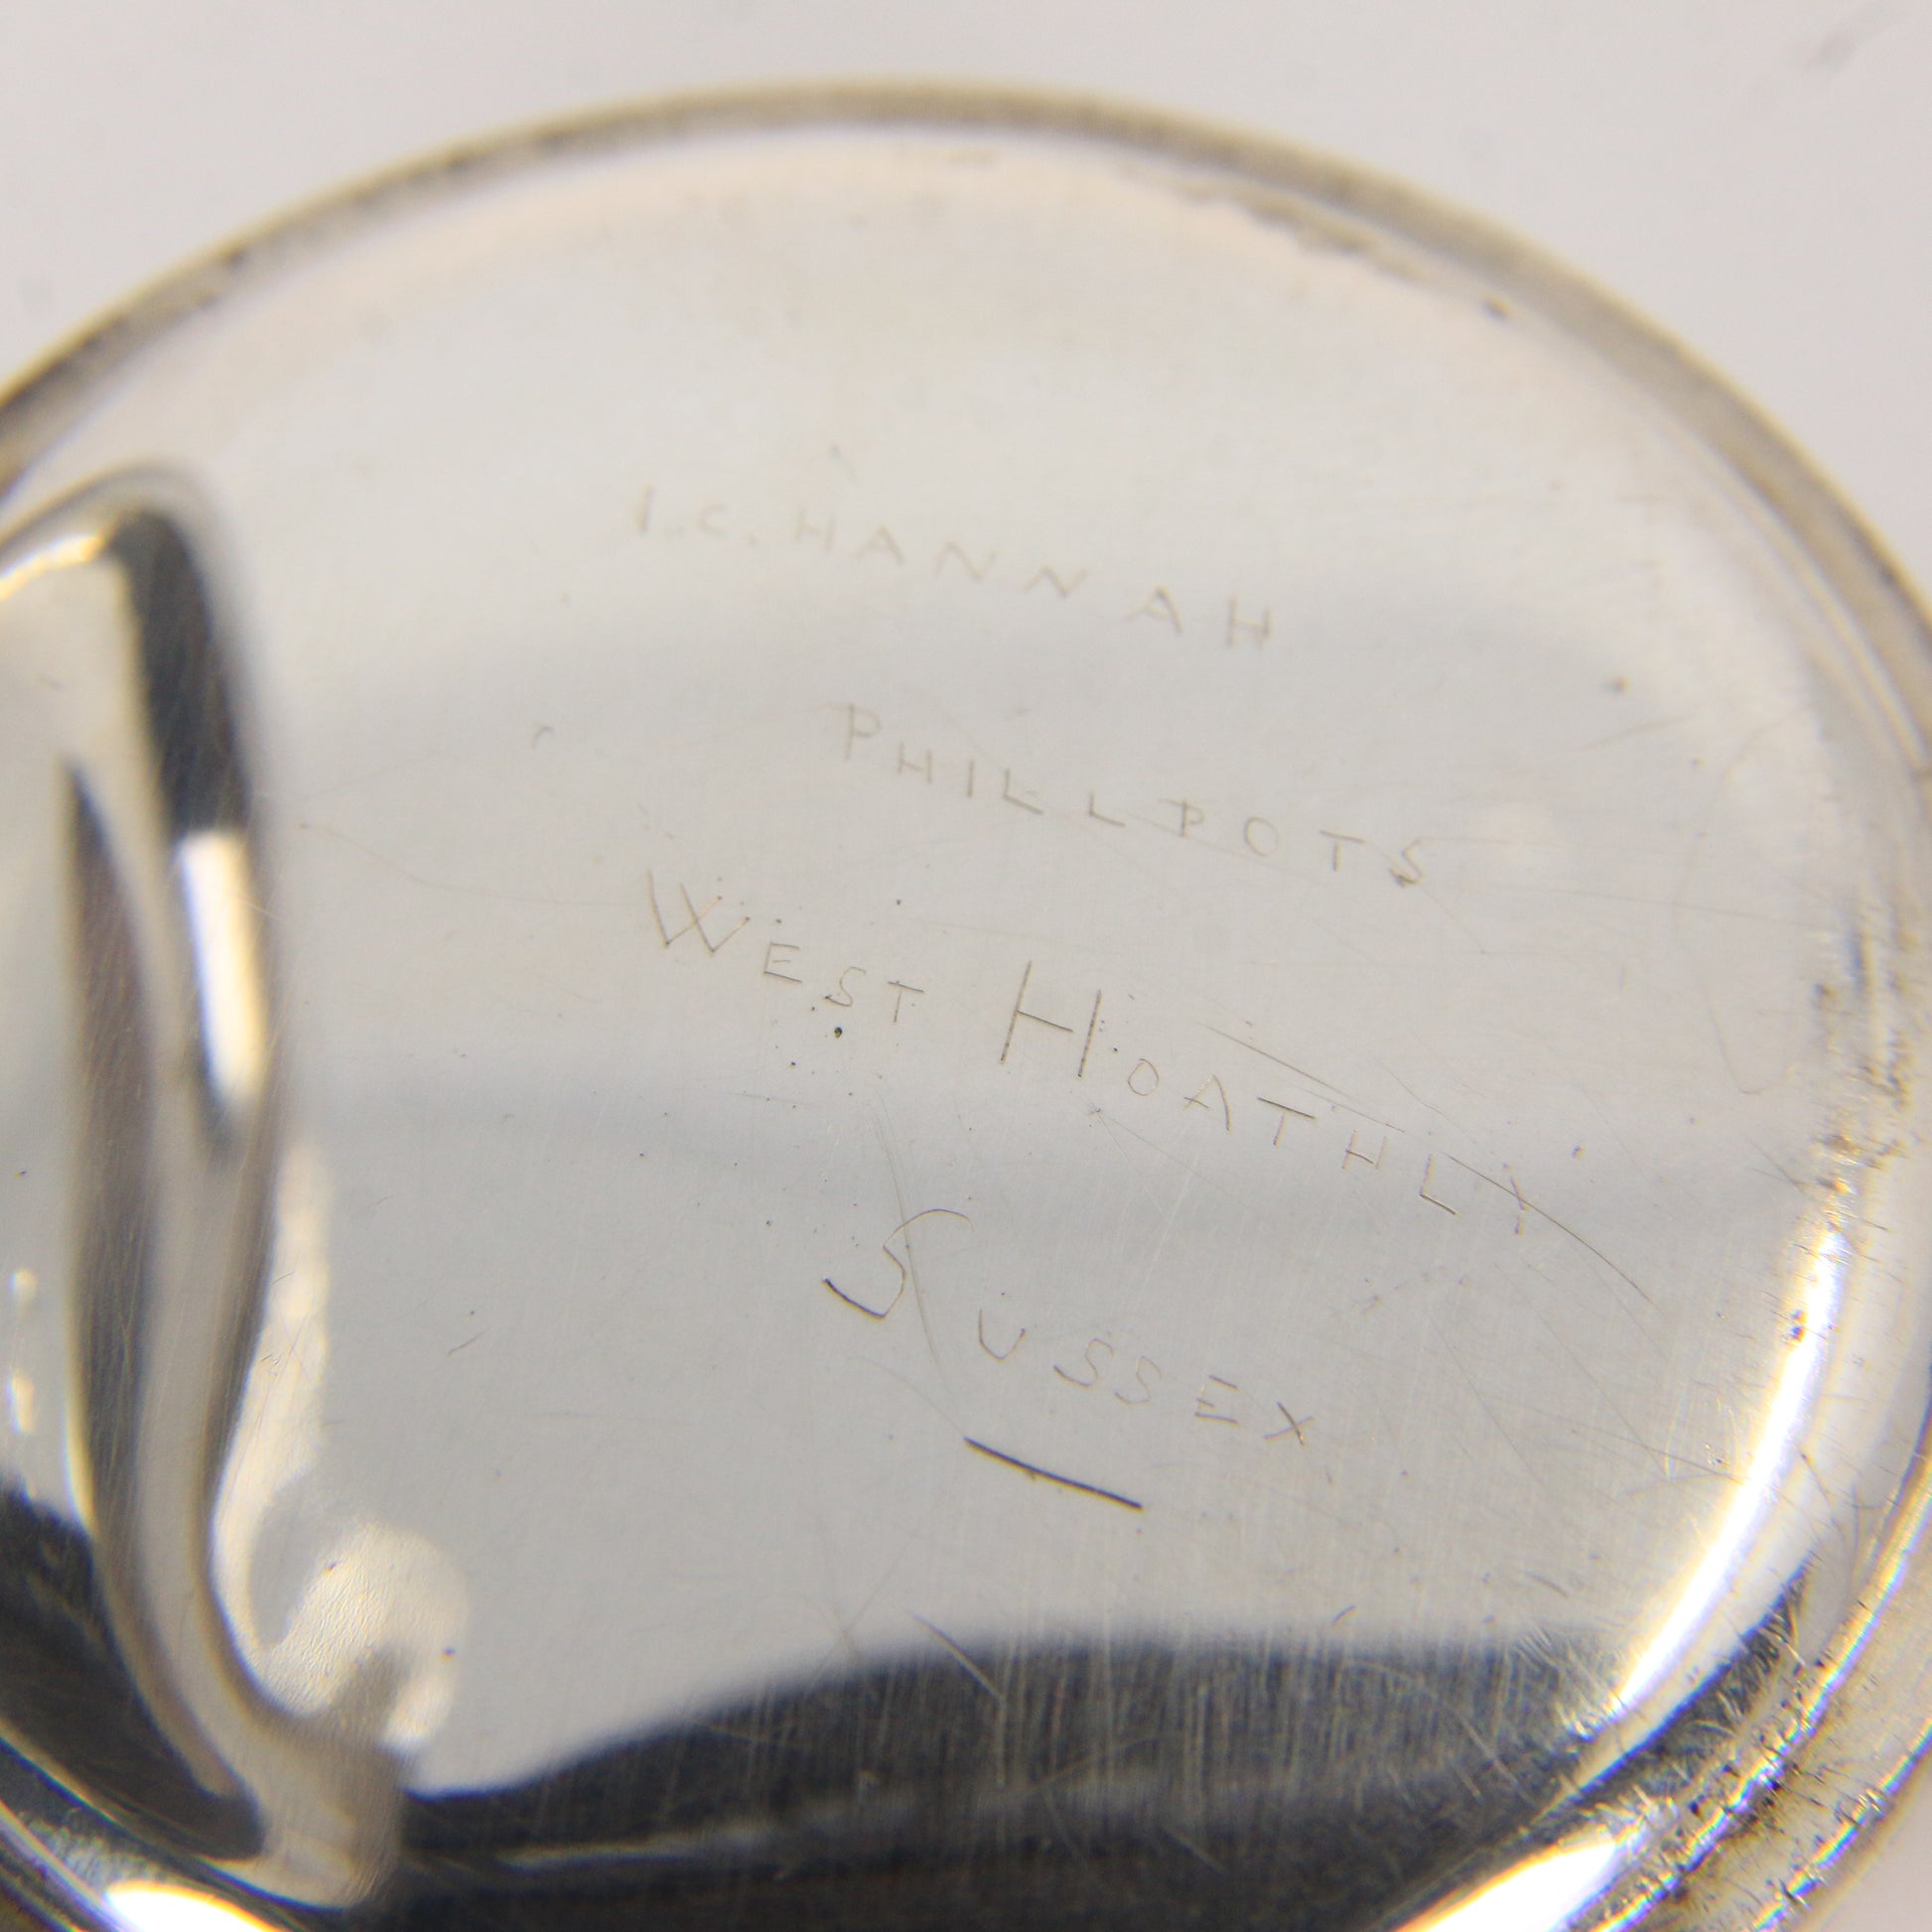 I.C. HANNAH
PHILLPOTS
WEST HOATHLY
SUSSEX